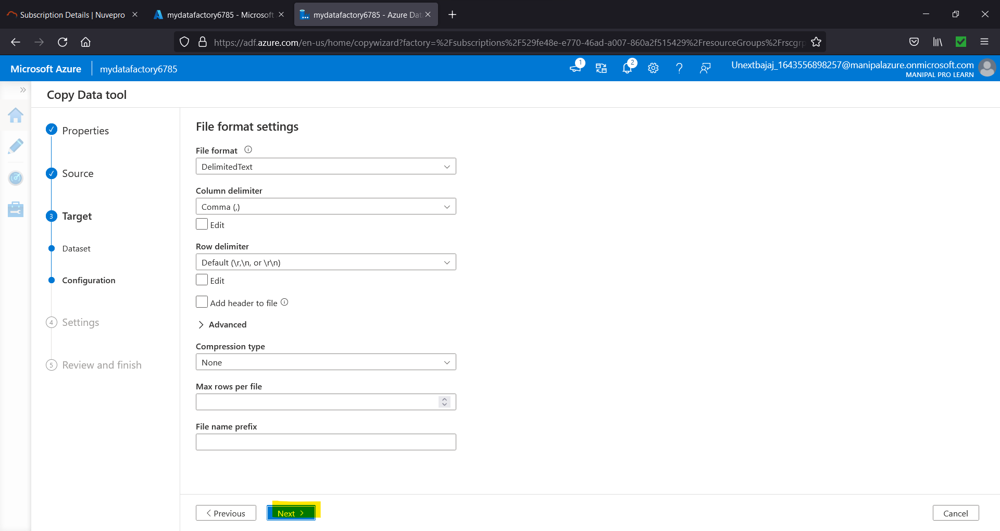 Subscription Details | Nuvepro
mydatafactory6785 - Microsoft
mydatafactory6785 - Azure Dat
https://adf.azure.com/en-us/home/copywizard?factory=%2Fsubscriptions%2F529fe48e-e770-46ad-a007-860a2f515429%2FresourceGroups%2Frscgrp
Microsoft Azure
mydatafactory6785
1
2
Unextbajaj_1643556898257@manipalazure.onmicrosoft.com
MANIPAL PRO LEARN
Copy Data tool
Properties
Source
3 Target
Dataset
Configuration
4 Settings
5 Review and finish
File format settings
File format
DelimitedText
Column delimiter
Comma (,)
Edit
Row delimiter
Default (\r,\n, or \r\n)
Edit
Add header to file
Advanced
Compression type
None
Max rows per file
File name prefix
Previous
Next
Cancel